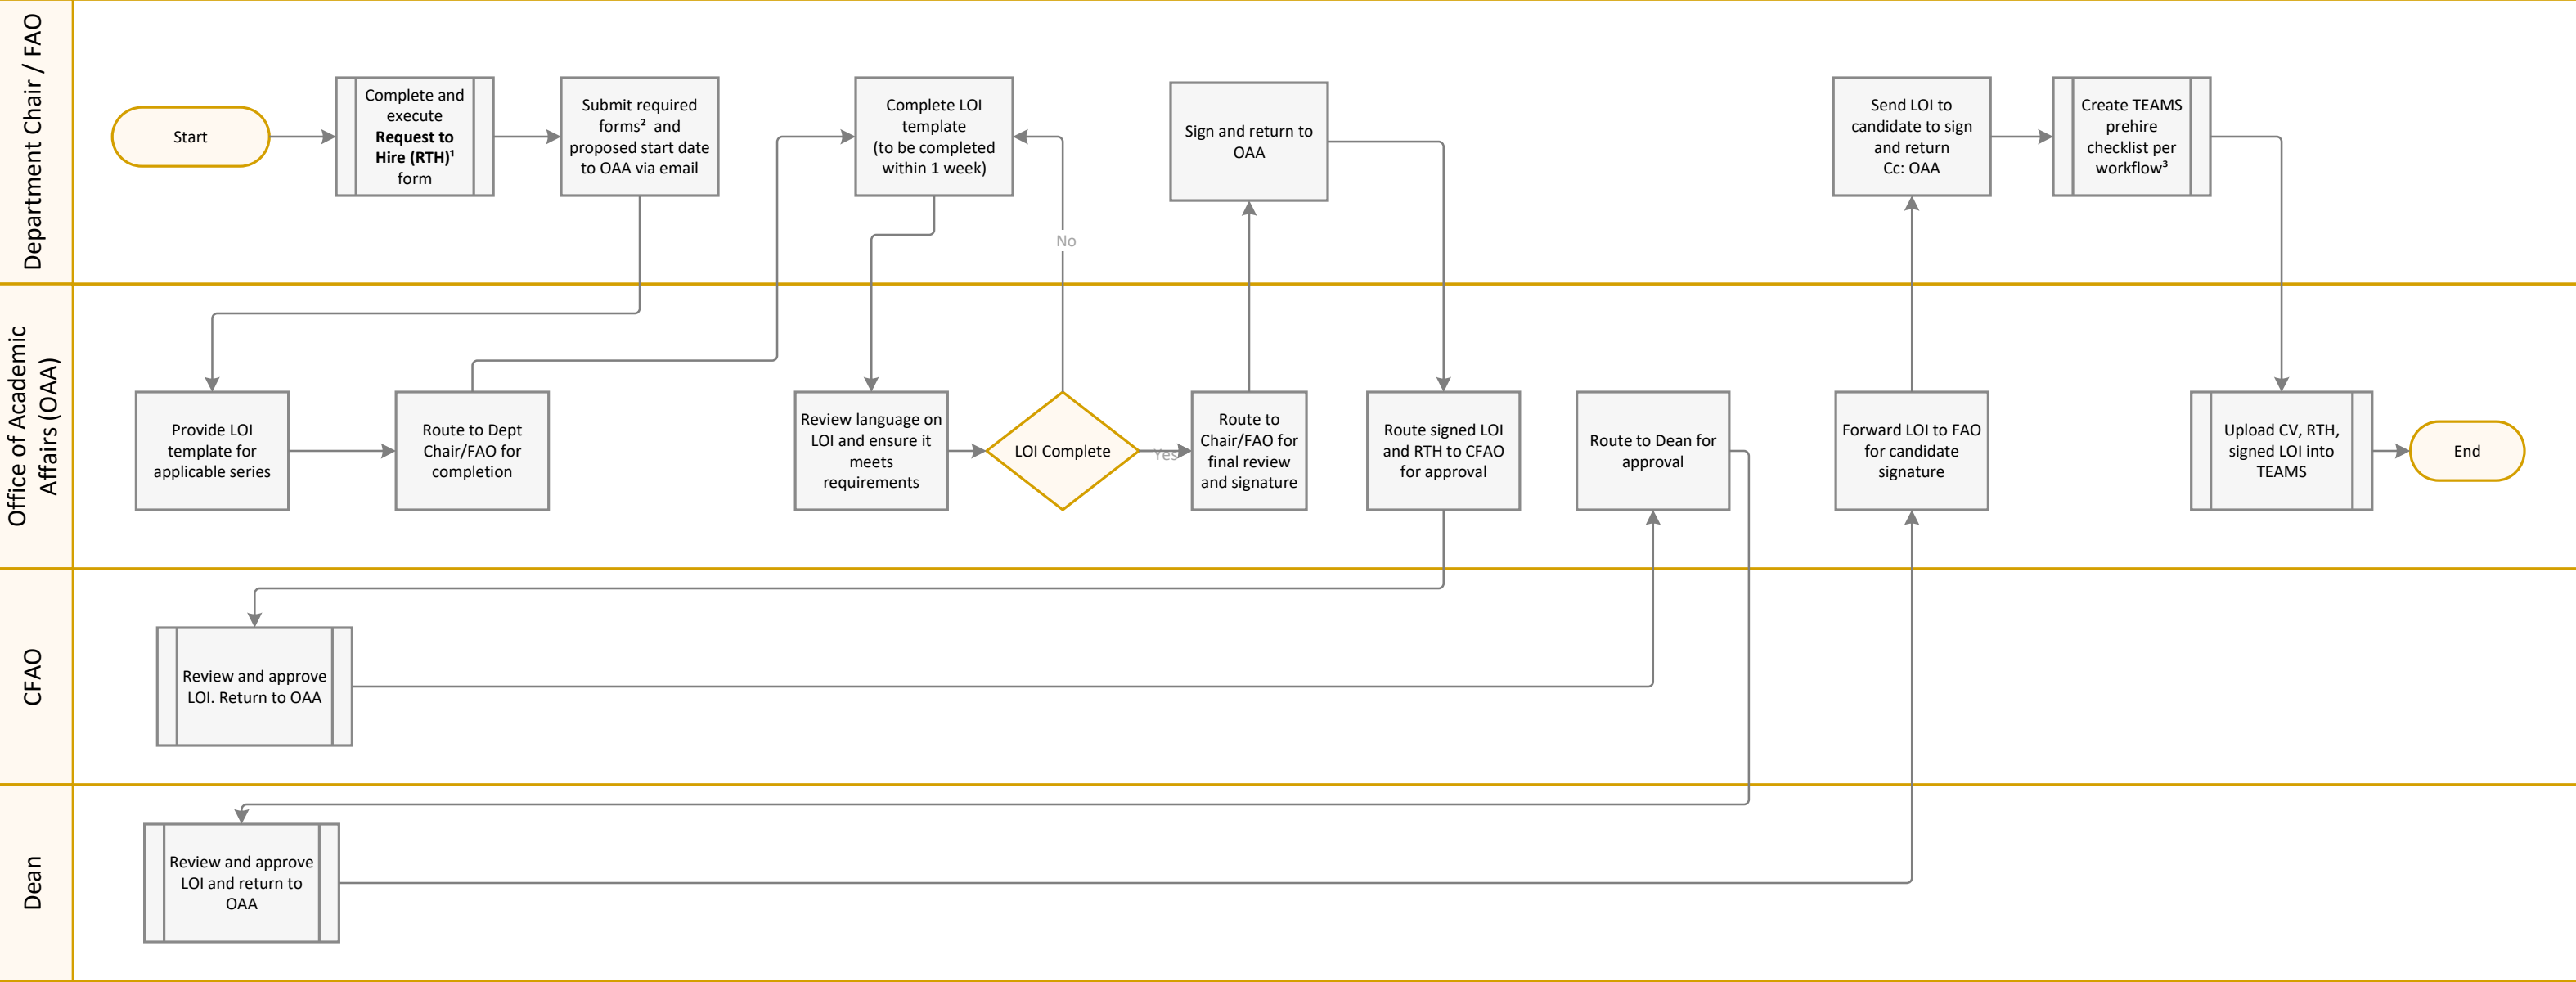 Department Chair / FAO
Start
Complete and
execute
Request to
Hire (RTH)¹
form
Submit required
forms² and
proposed start date
to OAA via email
Complete LOI
template
(to be completed
within 1 week)
Sign and return to
OAA
Send LOI to
candidate to sign
and return
Cc: OAA
Create TEAMS
prehire
checklist per
workflow³
No
Office of Academic
Affairs (OAA)
Provide LOI
template for
applicable series
Route to Dept
Chair/FAO for
completion
Review language on
LOI and ensure it
meets
requirements
LOI Complete
Yes
Route to
Chair/FAO for
final review
and signature
Route signed LOI
and RTH to CFAO
for approval
Route to Dean for
approval
Forward LOI to FAO
for candidate
signature
Upload CV, RTH,
signed LOI into
TEAMS
End
CFAO
Review and approve
LOI. Return to OAA
Dean
Review and approve
LOI and return to
OAA